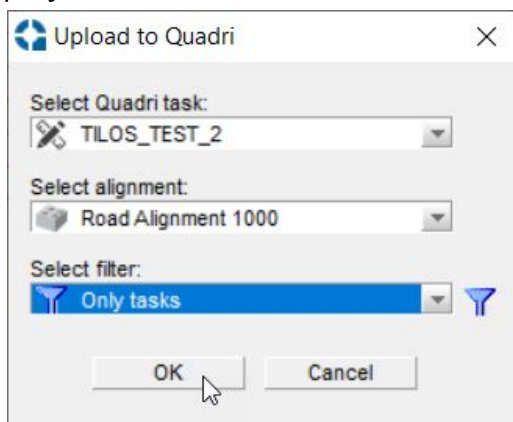 Upload to Quadri
Select Quadri task:
TILOS_TEST_2
Select alignment:
Road Alignment 1000
Select filter:
Only tasks
OK Cancel